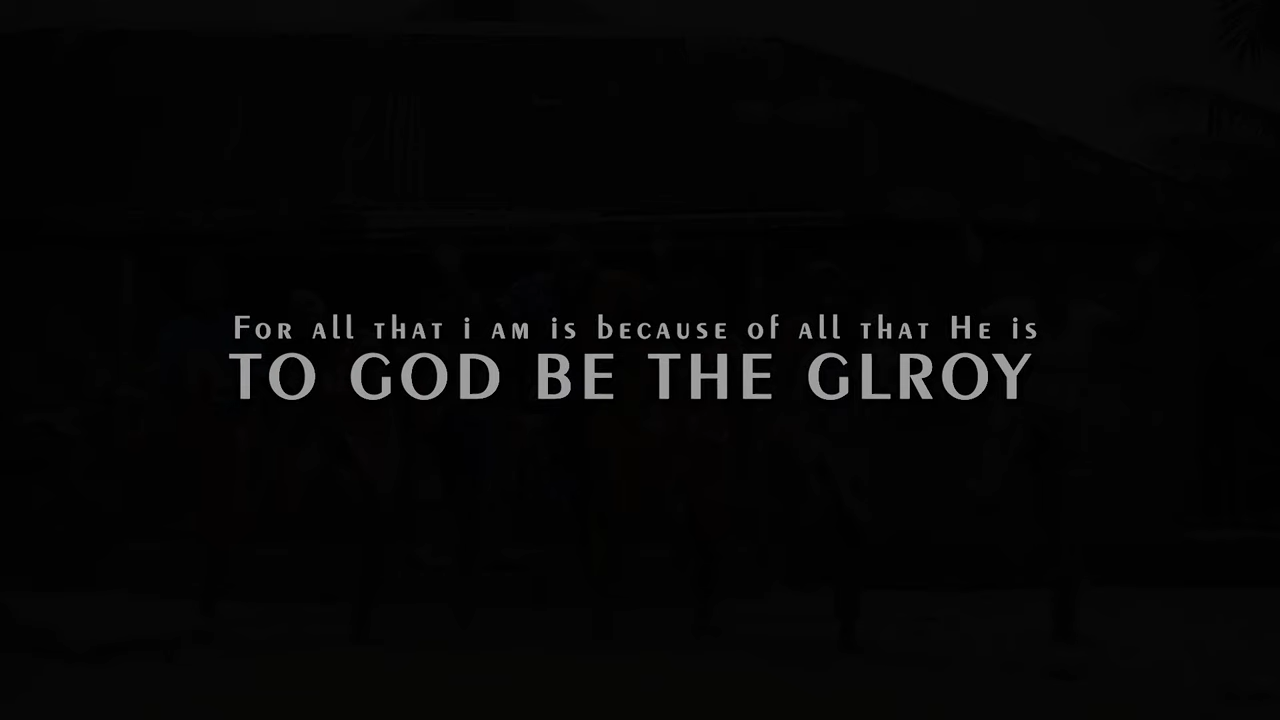 For all that i am is because of all that He is
TO GOD BE THE GLROY